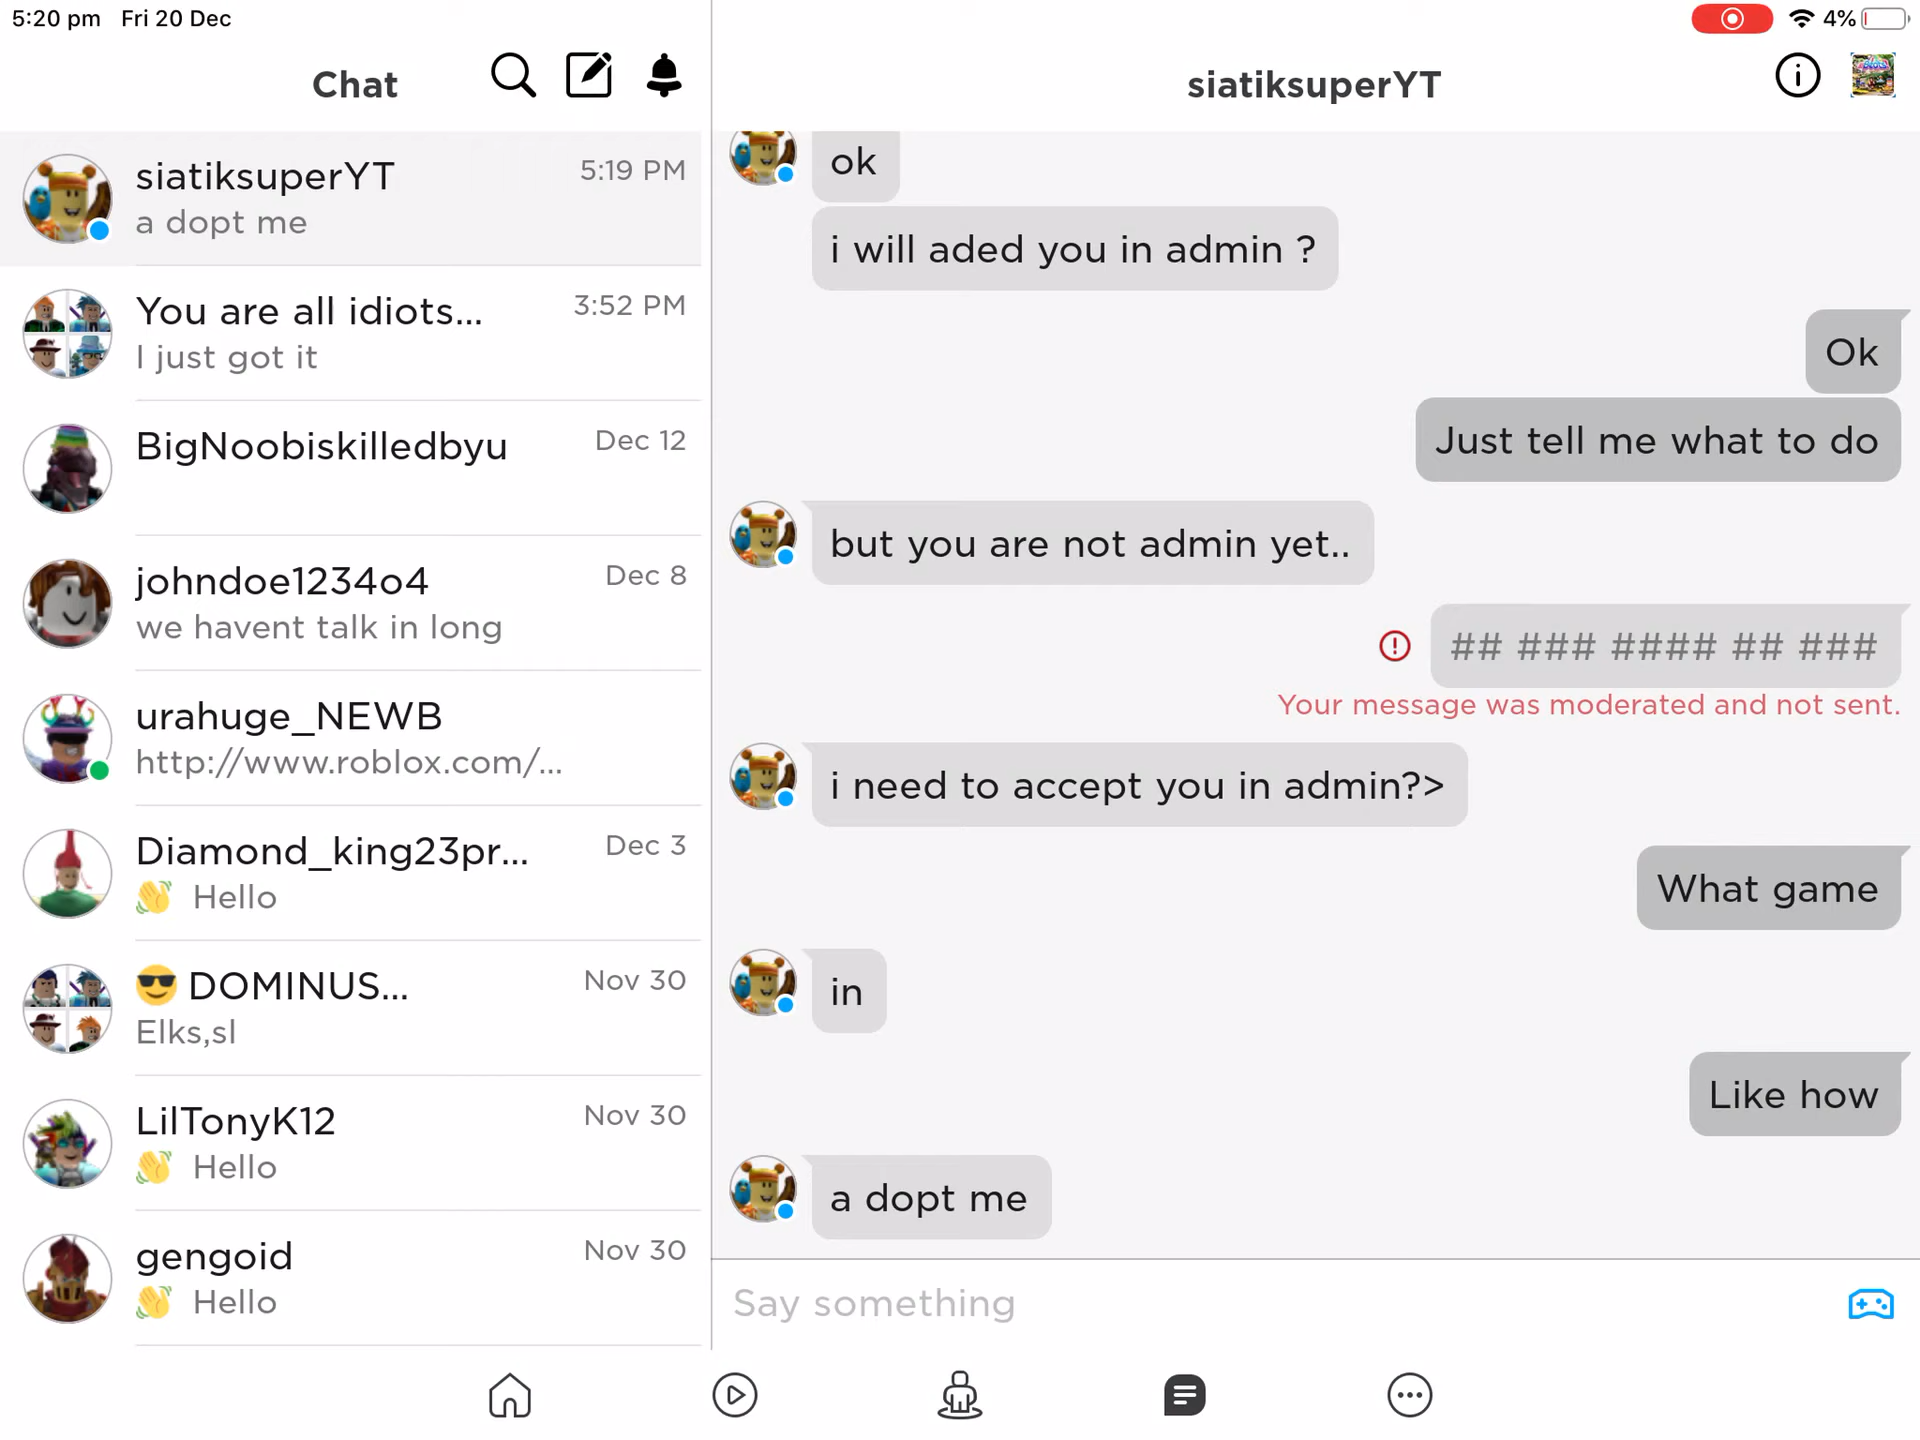 5:20 pm Fri 20 Dec
4%
Chat
siatiksuperYT
siatiksuperYT 5:19 PM
a dopt me
You are all idiots... 3:52 PM
I just got it
BigNoobiskilledbyu Dec 12
johndoe1234o4 Dec 8
we havent talk in long
urahuge_NEWB
http://www.roblox.com/...
Diamond_king23pr... Dec 3
👋 Hello
😎 DOMINUS... Nov 30
Elks,sl
LilTonyK12 Nov 30
👋 Hello
gengoid Nov 30
👋 Hello
ok
i will aded you in admin ?
Ok
Just tell me what to do
but you are not admin yet..
## ### #### ## ###
Your message was moderated and not sent.
i need to accept you in admin?>
What game
in
Like how
a dopt me
Say something